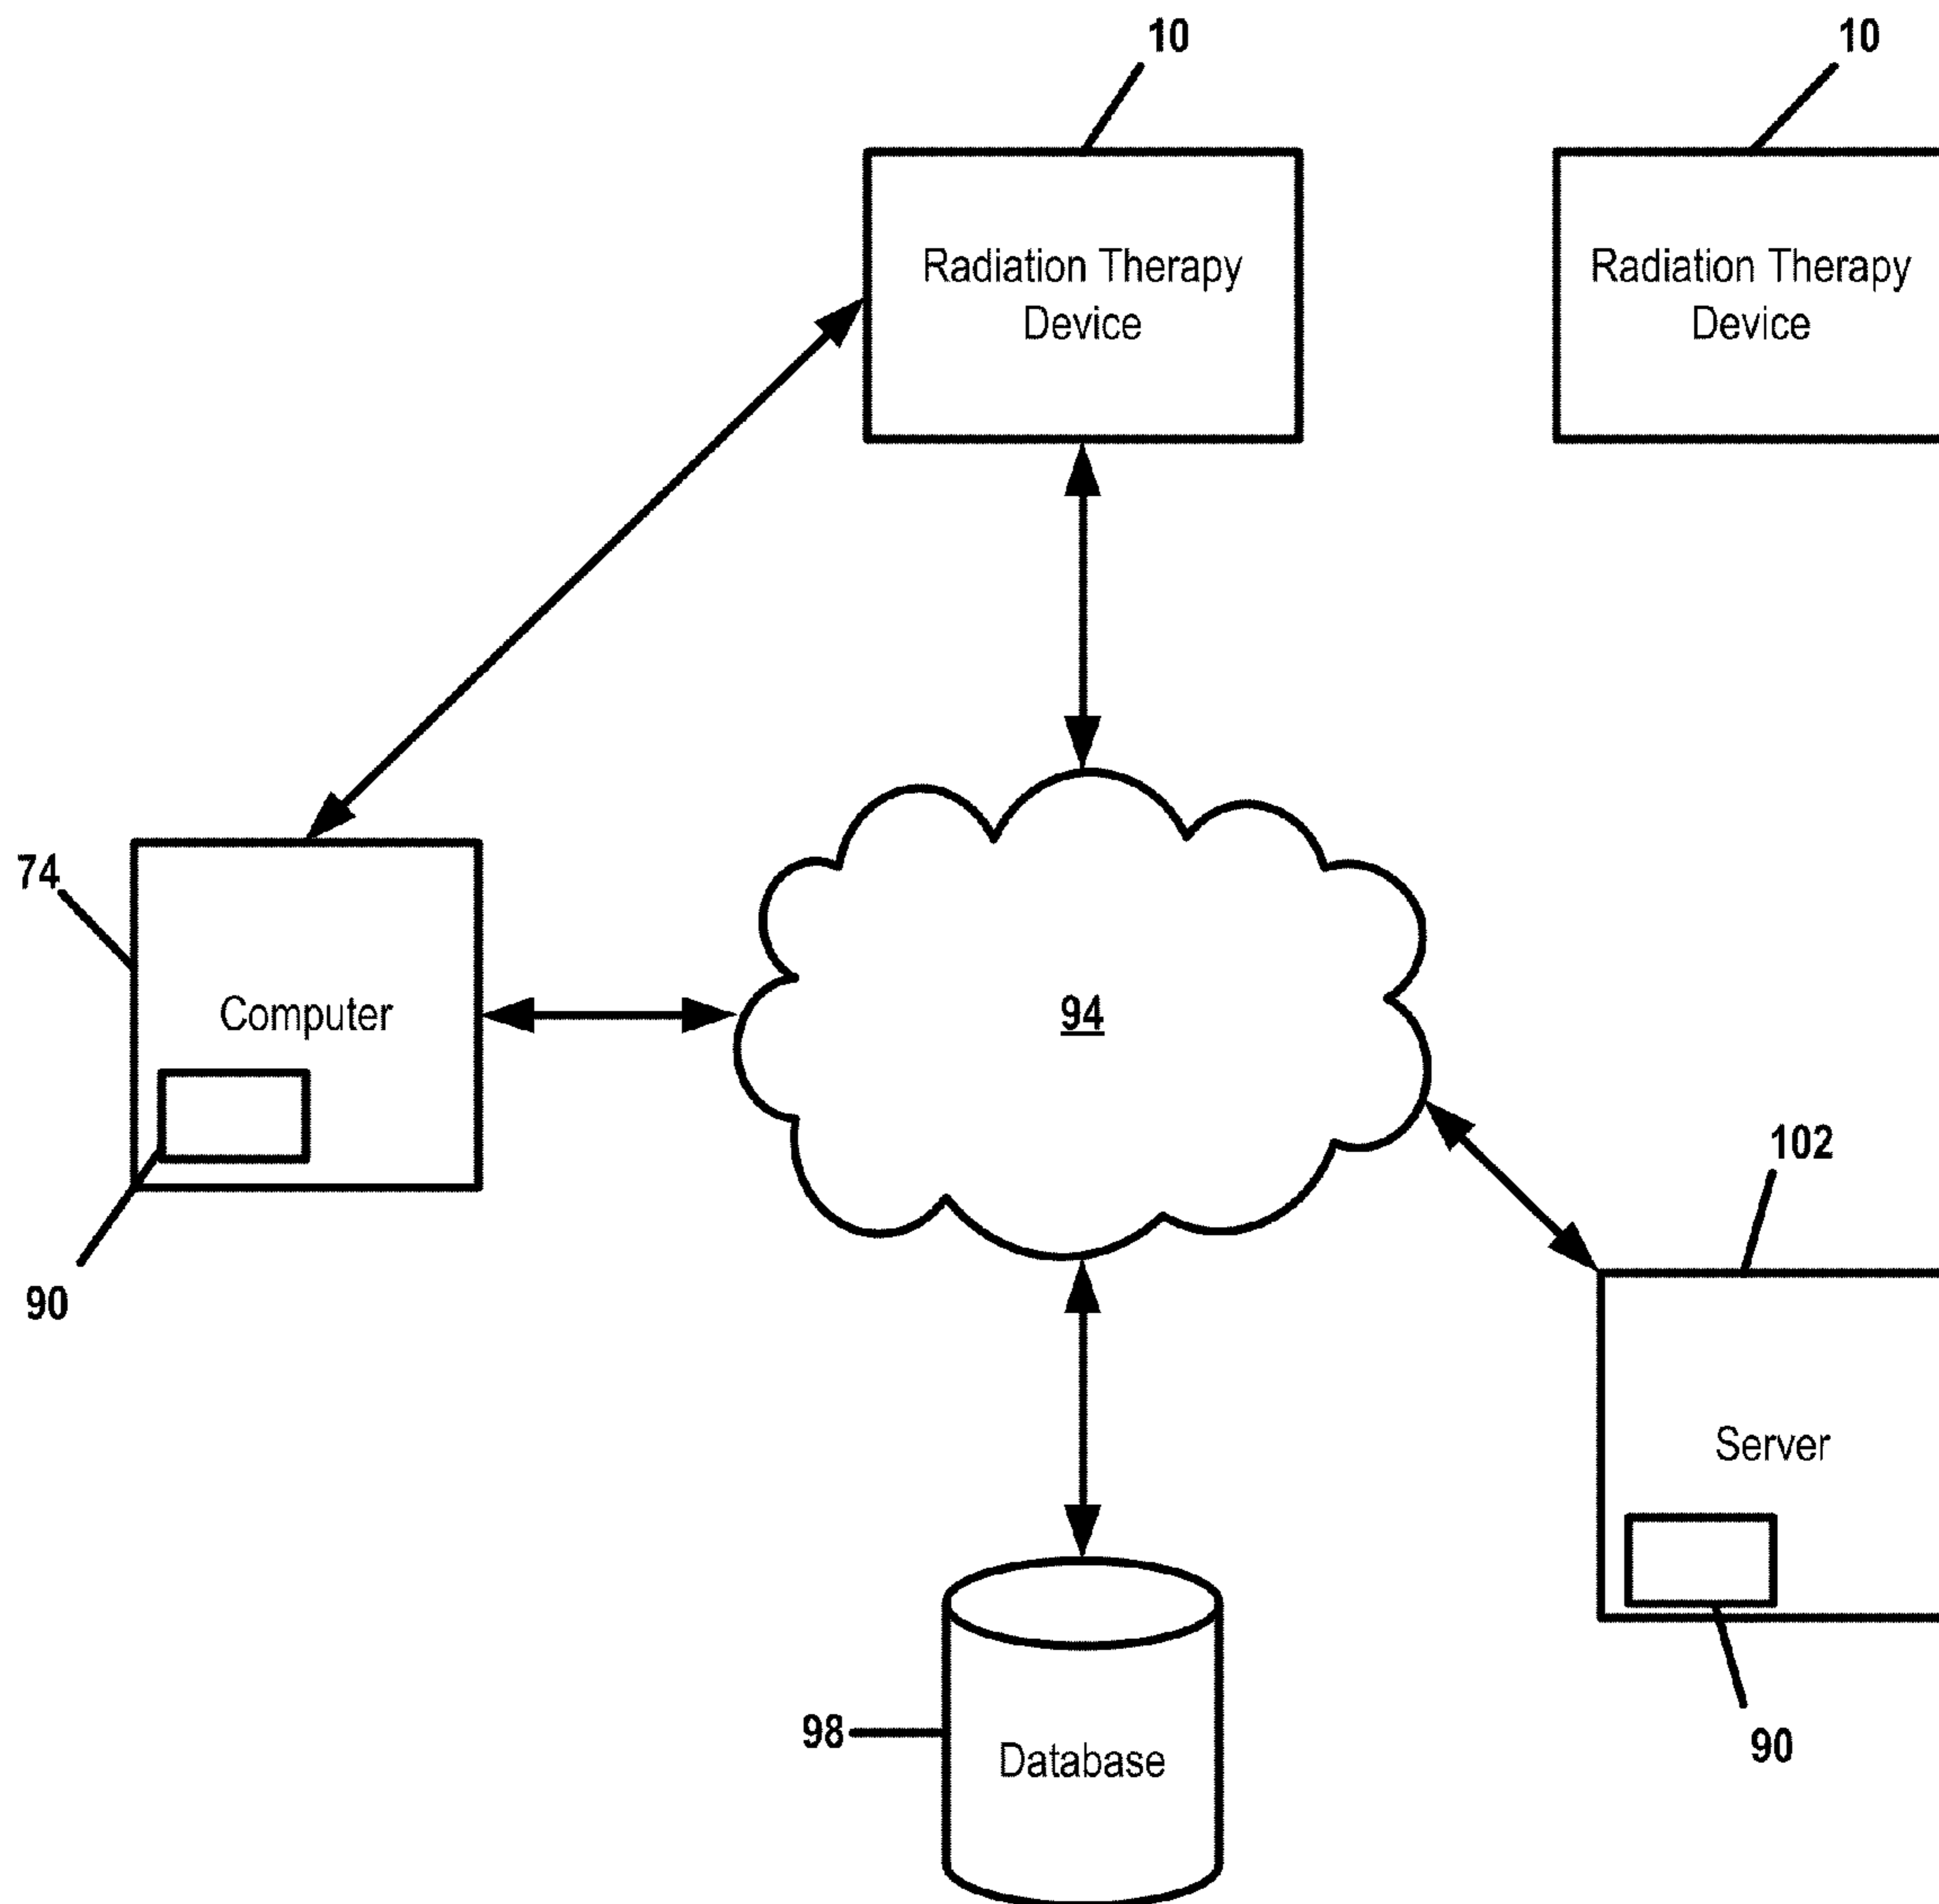 10
10
Radiation Therapy
Device
Radiation Therapy
Device
74
Computer
94
90
102
Server
98
Database
90